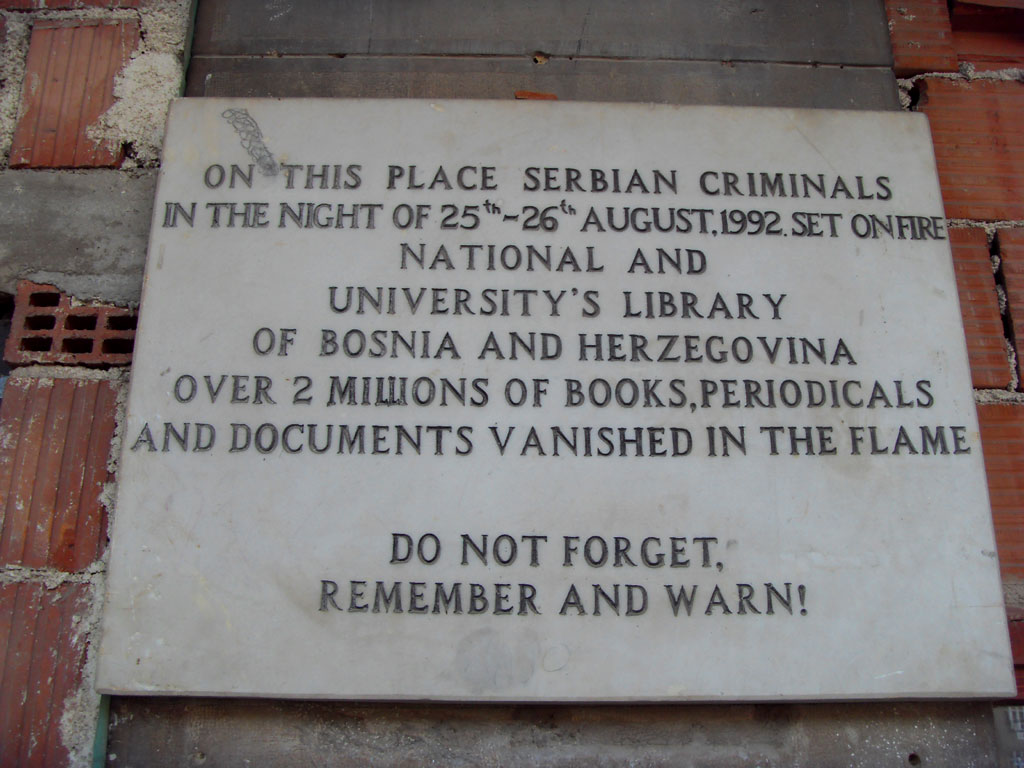 ON THIS PLACE SERBIAN CRIMINALS
IN THE NIGHT OF 25th-26th AUGUST, 1992. SET ON FIRE
NATIONAL AND
UNIVERSITY'S LIBRARY
OF BOSNIA AND HERZEGOVINA
OVER 2 MILLIONS OF BOOKS, PERIODICALS
AND DOCUMENTS VANISHED IN THE FLAME
DO NOT FORGET,
REMEMBER AND WARN!